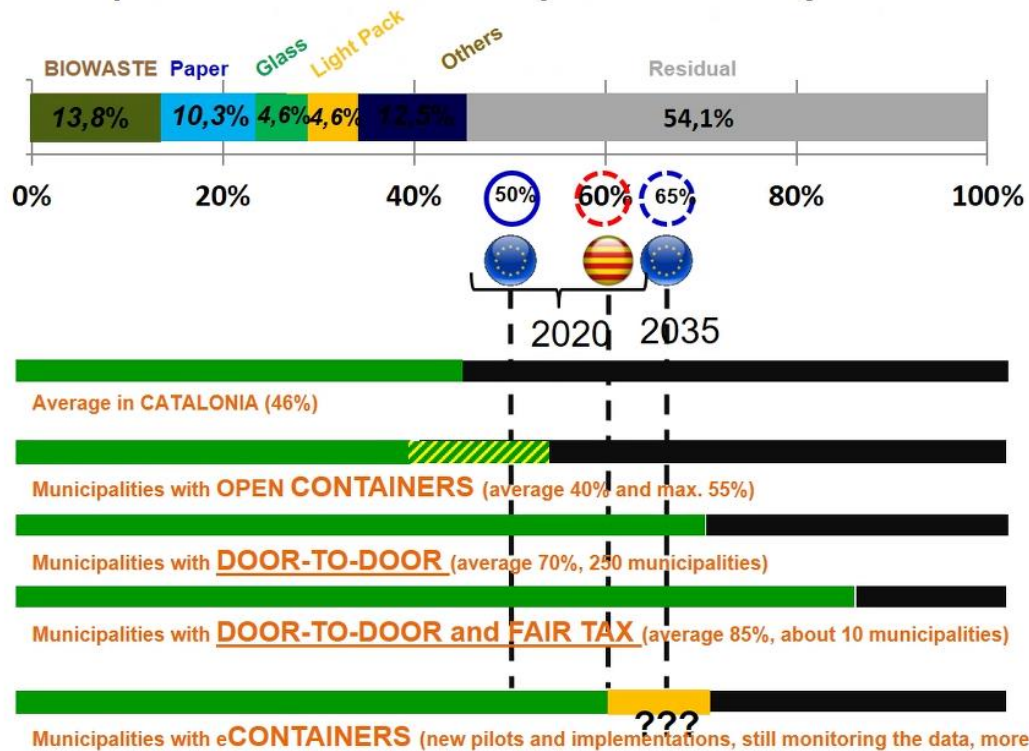 BIOWASTE Paper Glass Light Pack Others Residual
13,8% 10,3% 4,6% 4,6% 12,5% 54,1%
0% 20% 40% 60% 80% 100%
50% 65%
2020 2035
Average in CATALONIA (46%)
Municipalities with OPEN CONTAINERS (average 40% and max. 55%)
Municipalities with DOOR-TO-DOOR (average 70%, 250 municipalities)
Municipalities with DOOR-TO-DOOR and FAIR TAX (average 85%, about 10 municipalities)
???
Municipalities with eCONTAINERS (new pilots and implementations, still monitoring the data, more